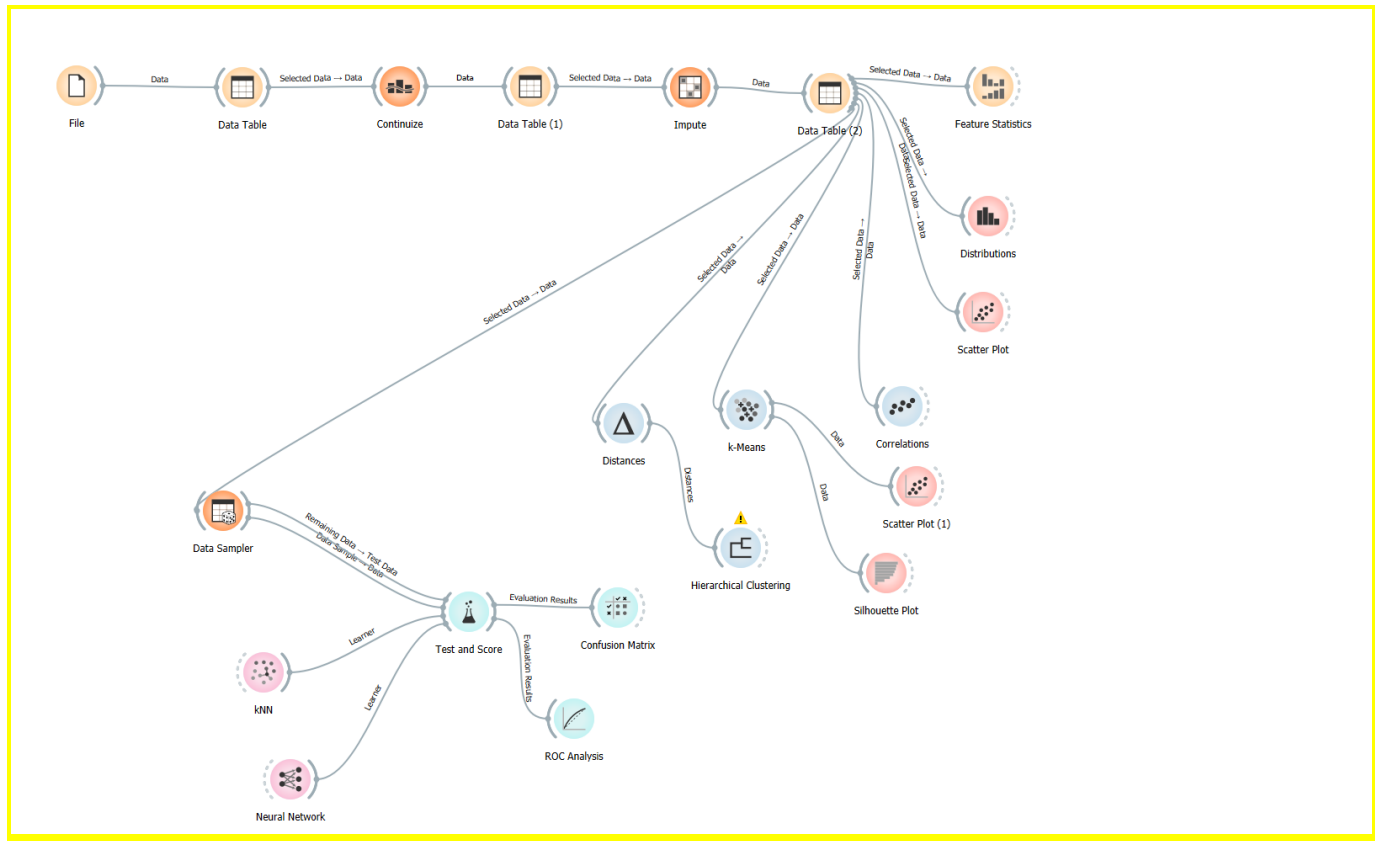 Data
Selected Data → Data
Data
Selected Data → Data
Data
Selected Data → Data
File
Data Table
Continuize
Data Table (1)
Impute
Data Table (2)
Feature Statistics
Selected Data →
Data
Selected Data → Data
Distributions
Scatter Plot
Selected Data →
Data
Selected Data → Data
Selected Data →
Data
Selected Data → Data
Distances
k-Means
Correlations
Distances
Data
Data
Scatter Plot (1)
Data Sampler
Hierarchical Clustering
Silhouette Plot
Remaining Data → Test Data
Data Sample → Data
Evaluation Results
Learner
Test and Score
Confusion Matrix
Evaluation Results
Learner
kNN
ROC Analysis
Neural Network